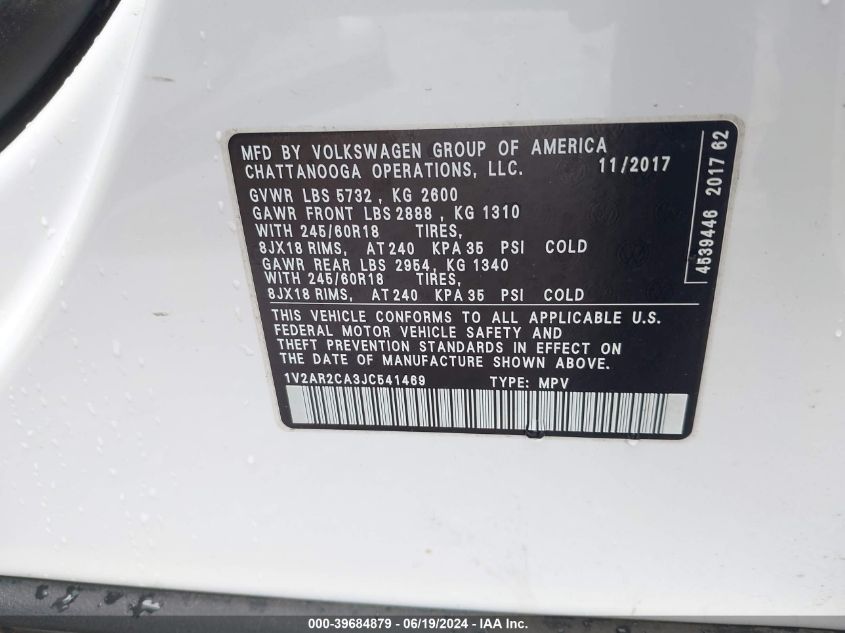 MFD BY VOLKSWAGEN GROUP OF AMERICA
CHATTANOOGA OPERATIONS, LLC. 11/2017
GVWR LBS 5732 , KG 2600
GAWR FRONT LBS 2888 , KG 1310
WITH 245/60R18 TIRES,
8JX18 RIMS, AT 240 KPA 35 PSI COLD
GAWR REAR LBS 2954, KG 1340
WITH 245/60R18 TIRES,
8JX18 RIMS, AT 240 KPA 35 PSI COLD
THIS VEHICLE CONFORMS TO ALL APPLICABLE U.S.
FEDERAL MOTOR VEHICLE SAFETY AND
THEFT PREVENTION STANDARDS IN EFFECT ON
THE DATE OF MANUFACTURE SHOWN ABOVE.
1V2AR2CA3JC541469 TYPE: MPV
4539446 2017 62
000-39684879 - 06/19/2024 - IAA Inc.